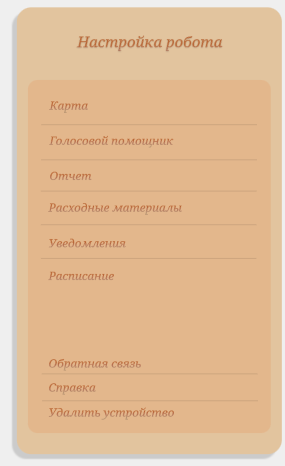 Настройка робота
Карта
Голосовой помощник
Отчет
Расходные материалы
Уведомления
Расписание
Обратная связь
Справка
Удалить устройство